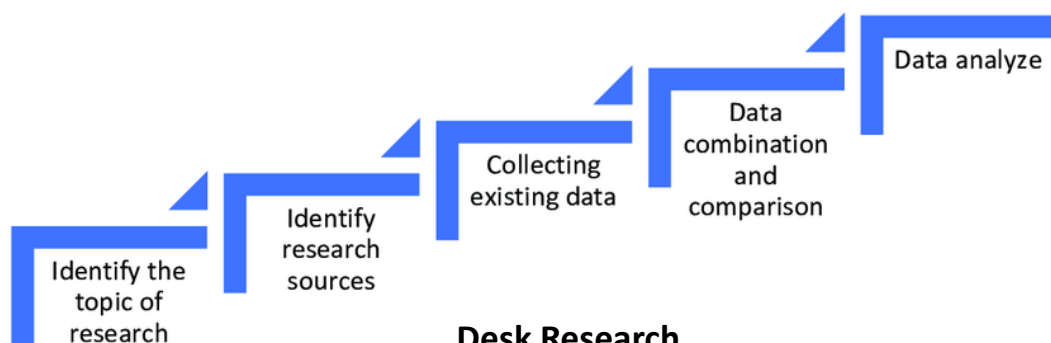 Identify the
topic of
research
Identify
research
sources
Collecting
existing data
Data
combination
and
comparison
Data analyze
Desk Research